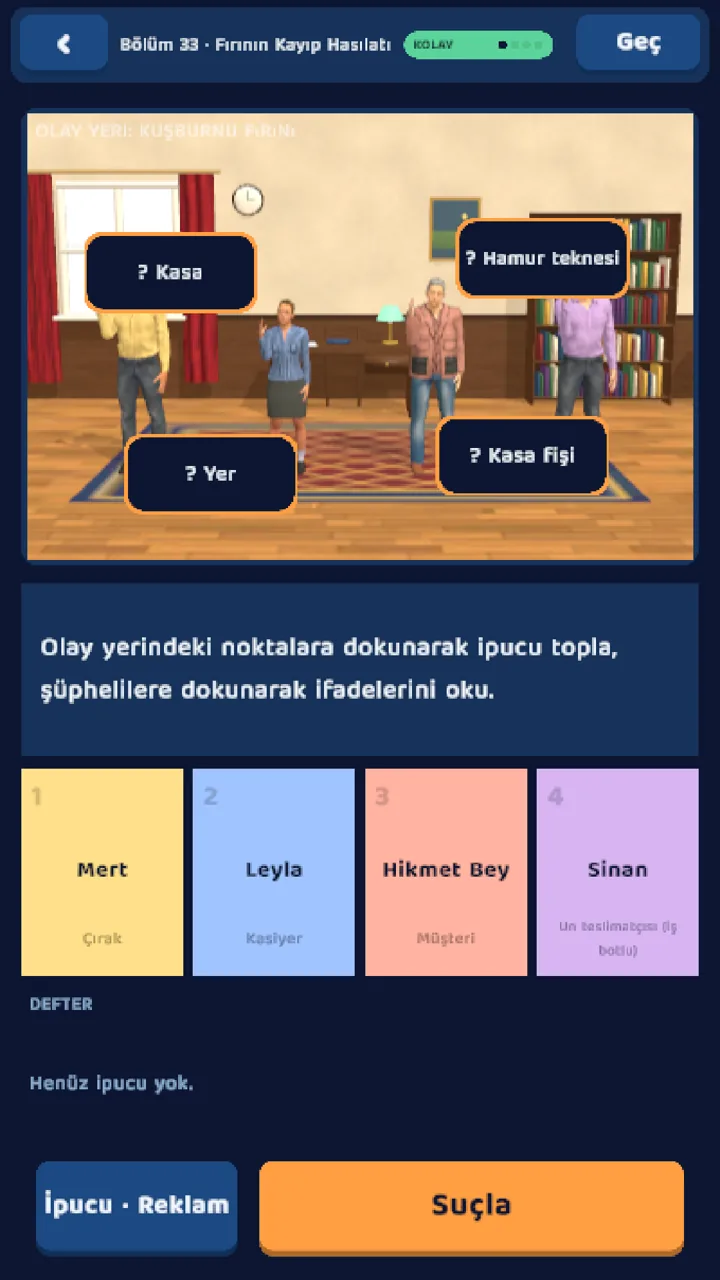 Bölüm 33 · Fırının Kayıp Hasılatı
KOLAY
Geç
OLAY YERİ: KUŞBURNU FIRINI
? Kasa
? Hamur teknesi
? Yer
? Kasa fişi
Olay yerindeki noktalara dokunarak ipucu topla,
şüphelilere dokunarak ifadelerini oku.
1
Mert
Çırak
2
Leyla
Kasiyer
3
Hikmet Bey
Müşteri
4
Sinan
Un teslimatçısı (iş
botlu)
DEFTER
Henüz ipucu yok.
İpucu · Reklam
Suçla